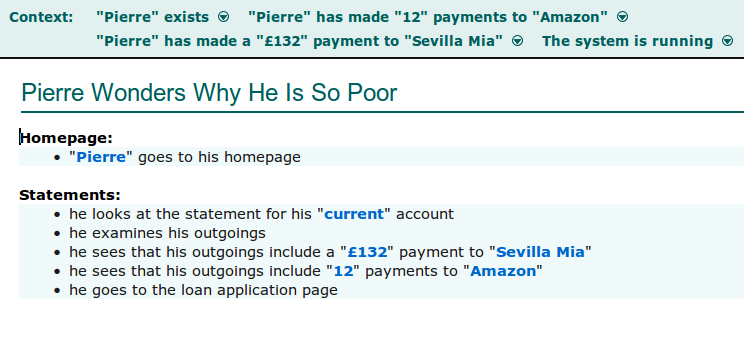 Context: "Pierre" exists "Pierre" has made "12" payments to "Amazon"
"Pierre" has made a "£132" payment to "Sevilla Mia" The system is running
Pierre Wonders Why He Is So Poor
Homepage:
• "Pierre" goes to his homepage
Statements:
• he looks at the statement for his "current" account
• he examines his outgoings
• he sees that his outgoings include a "£132" payment to "Sevilla Mia"
• he sees that his outgoings include "12" payments to "Amazon"
• he goes to the loan application page